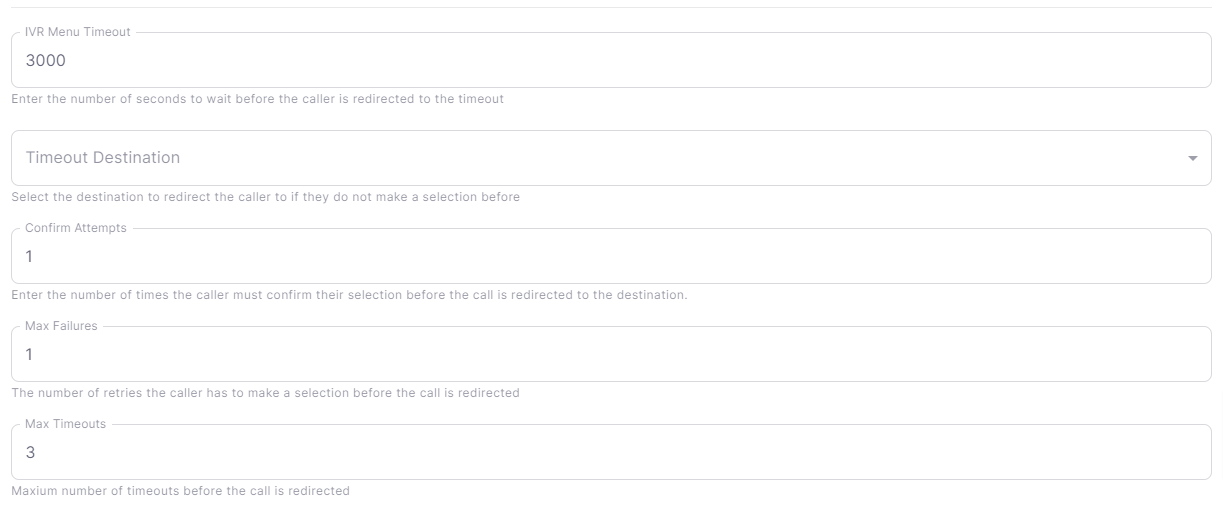 IVR Menu Timeout
3000
Enter the number of seconds to wait before the caller is redirected to the timeout
Timeout Destination
Select the destination to redirect the caller to if they do not make a selection before
Confirm Attempts
1
Enter the number of times the caller must confirm their selection before the call is redirected to the destination.
Max Failures
1
The number of retries the caller has to make a selection before the call is redirected
Max Timeouts
3
Maxium number of timeouts before the call is redirected